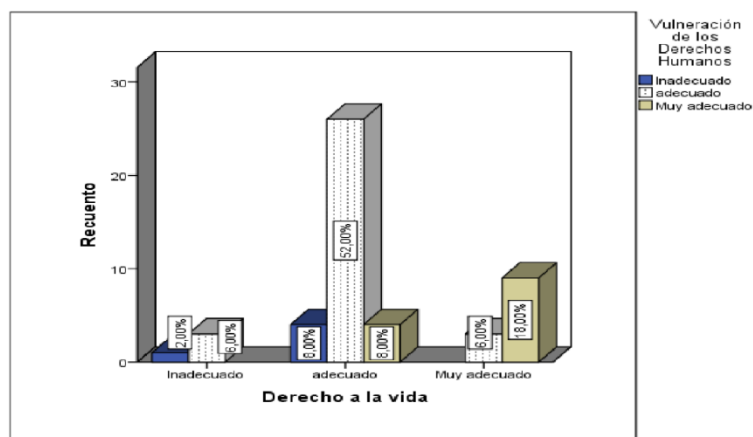 Vulneración
de los
Derechos
Humanos
Inadecuado
adecuado
Muy adecuado
Recuento
30
20
10
0
2,00%
6,00%
8,00%
52,00%
8,00%
6,00%
18,00%
Inadecuado
adecuado
Muy adecuado
Derecho a la vida